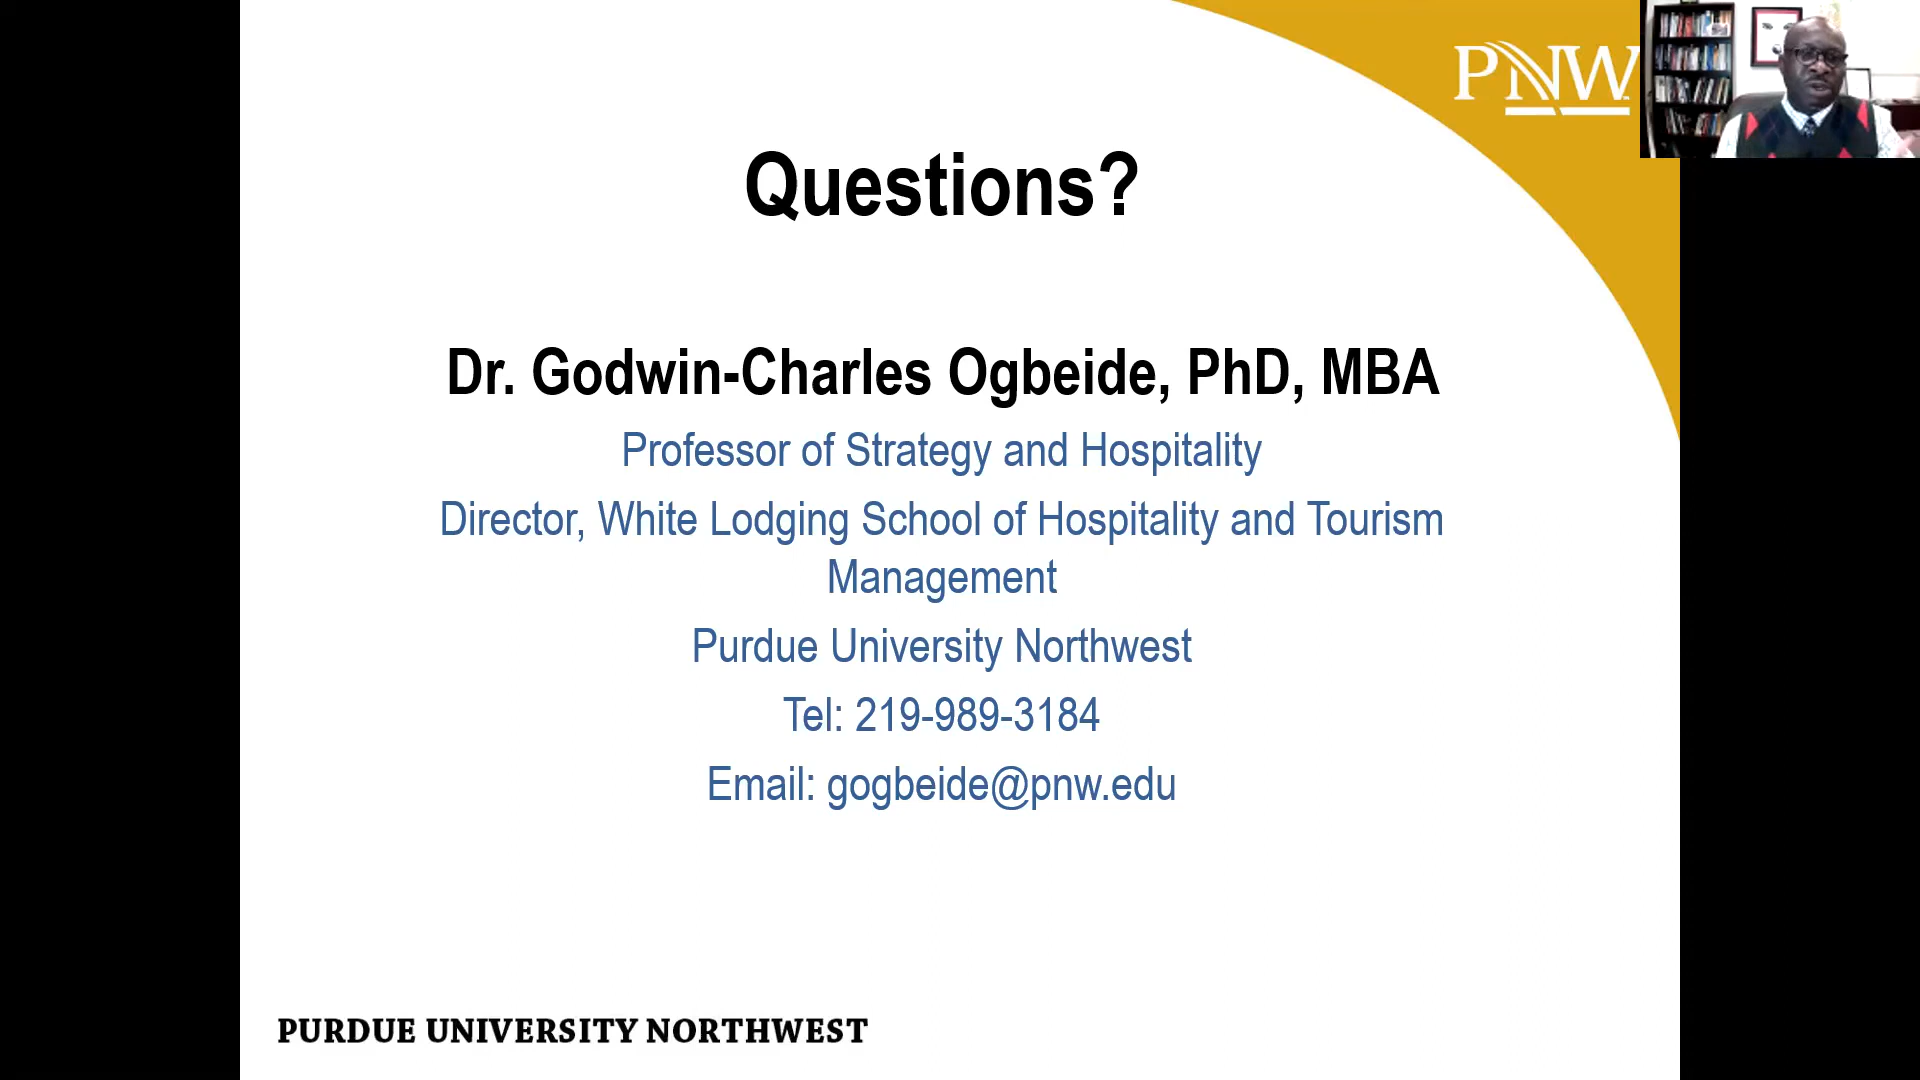 PNW
Questions?
Dr. Godwin-Charles Ogbeide, PhD, MBA
Professor of Strategy and Hospitality
Director, White Lodging School of Hospitality and Tourism
Management
Purdue University Northwest
Tel: 219-989-3184
Email: gogbeide@pnw.edu
PURDUE UNIVERSITY NORTHWEST